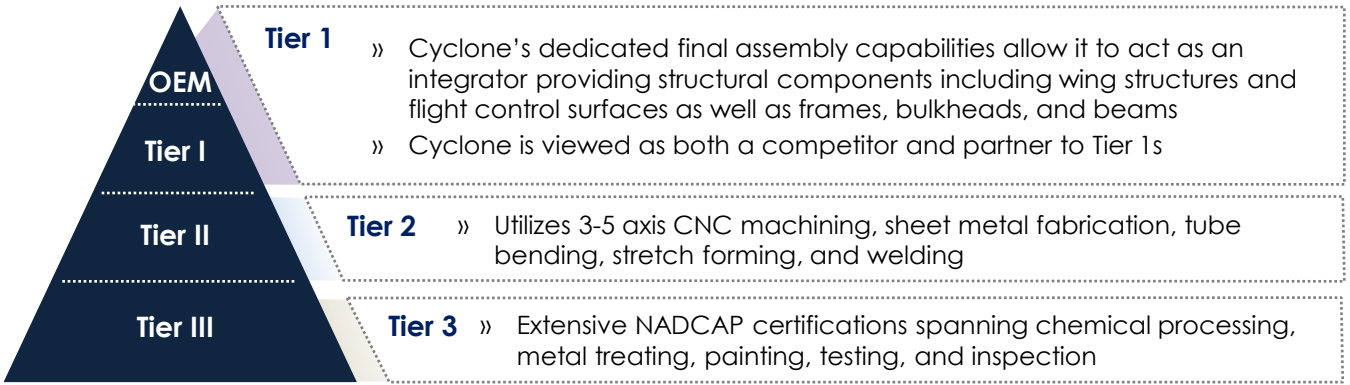 OEM
Tier I
Tier II
Tier III
Tier 1
» Cyclone’s dedicated final assembly capabilities allow it to act as an
integrator providing structural components including wing structures and
flight control surfaces as well as frames, bulkheads, and beams
» Cyclone is viewed as both a competitor and partner to Tier 1s
Tier 2 » Utilizes 3-5 axis CNC machining, sheet metal fabrication, tube
bending, stretch forming, and welding
Tier 3 » Extensive NADCAP certifications spanning chemical processing,
metal treating, painting, testing, and inspection